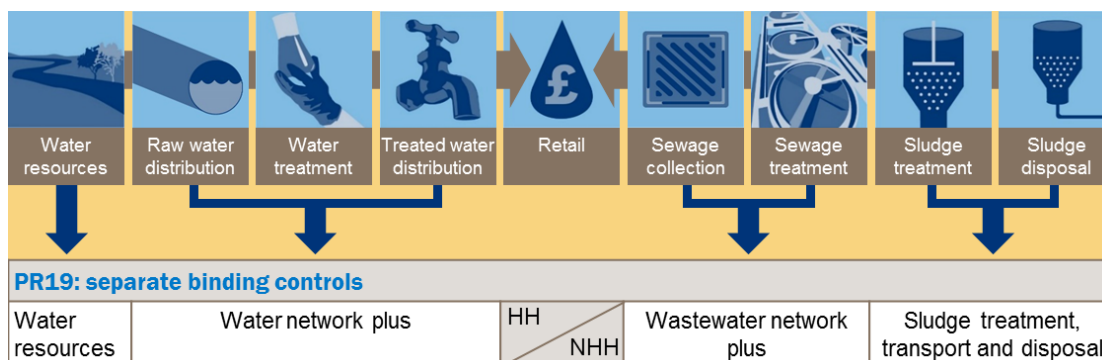 £
Water
resources
Raw water
distribution
Water
treatment
Treated water
distribution
Retail
Sewage
collection
Sewage
treatment
Sludge
treatment
Sludge
disposal
PR19: separate binding controls
Water
resources
Water network plus
HH
NHH
Wastewater network
plus
Sludge treatment,
transport and disposal